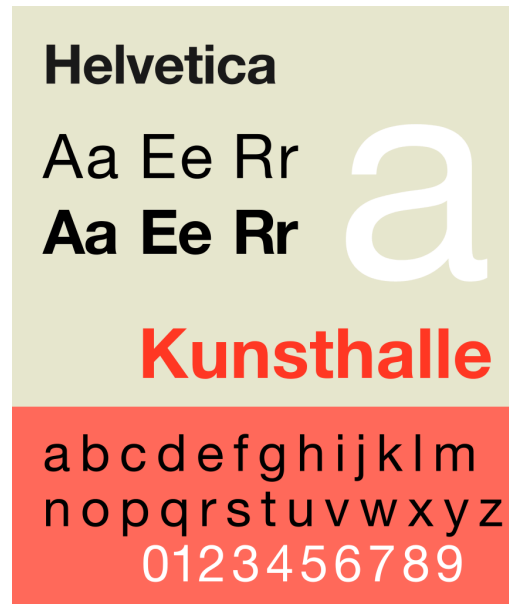 Helvetica
Aa Ee Rr
Aa Ee Rr
a
Kunsthalle
abcdefghijklm
nopqrstuvwxyz
0123456789